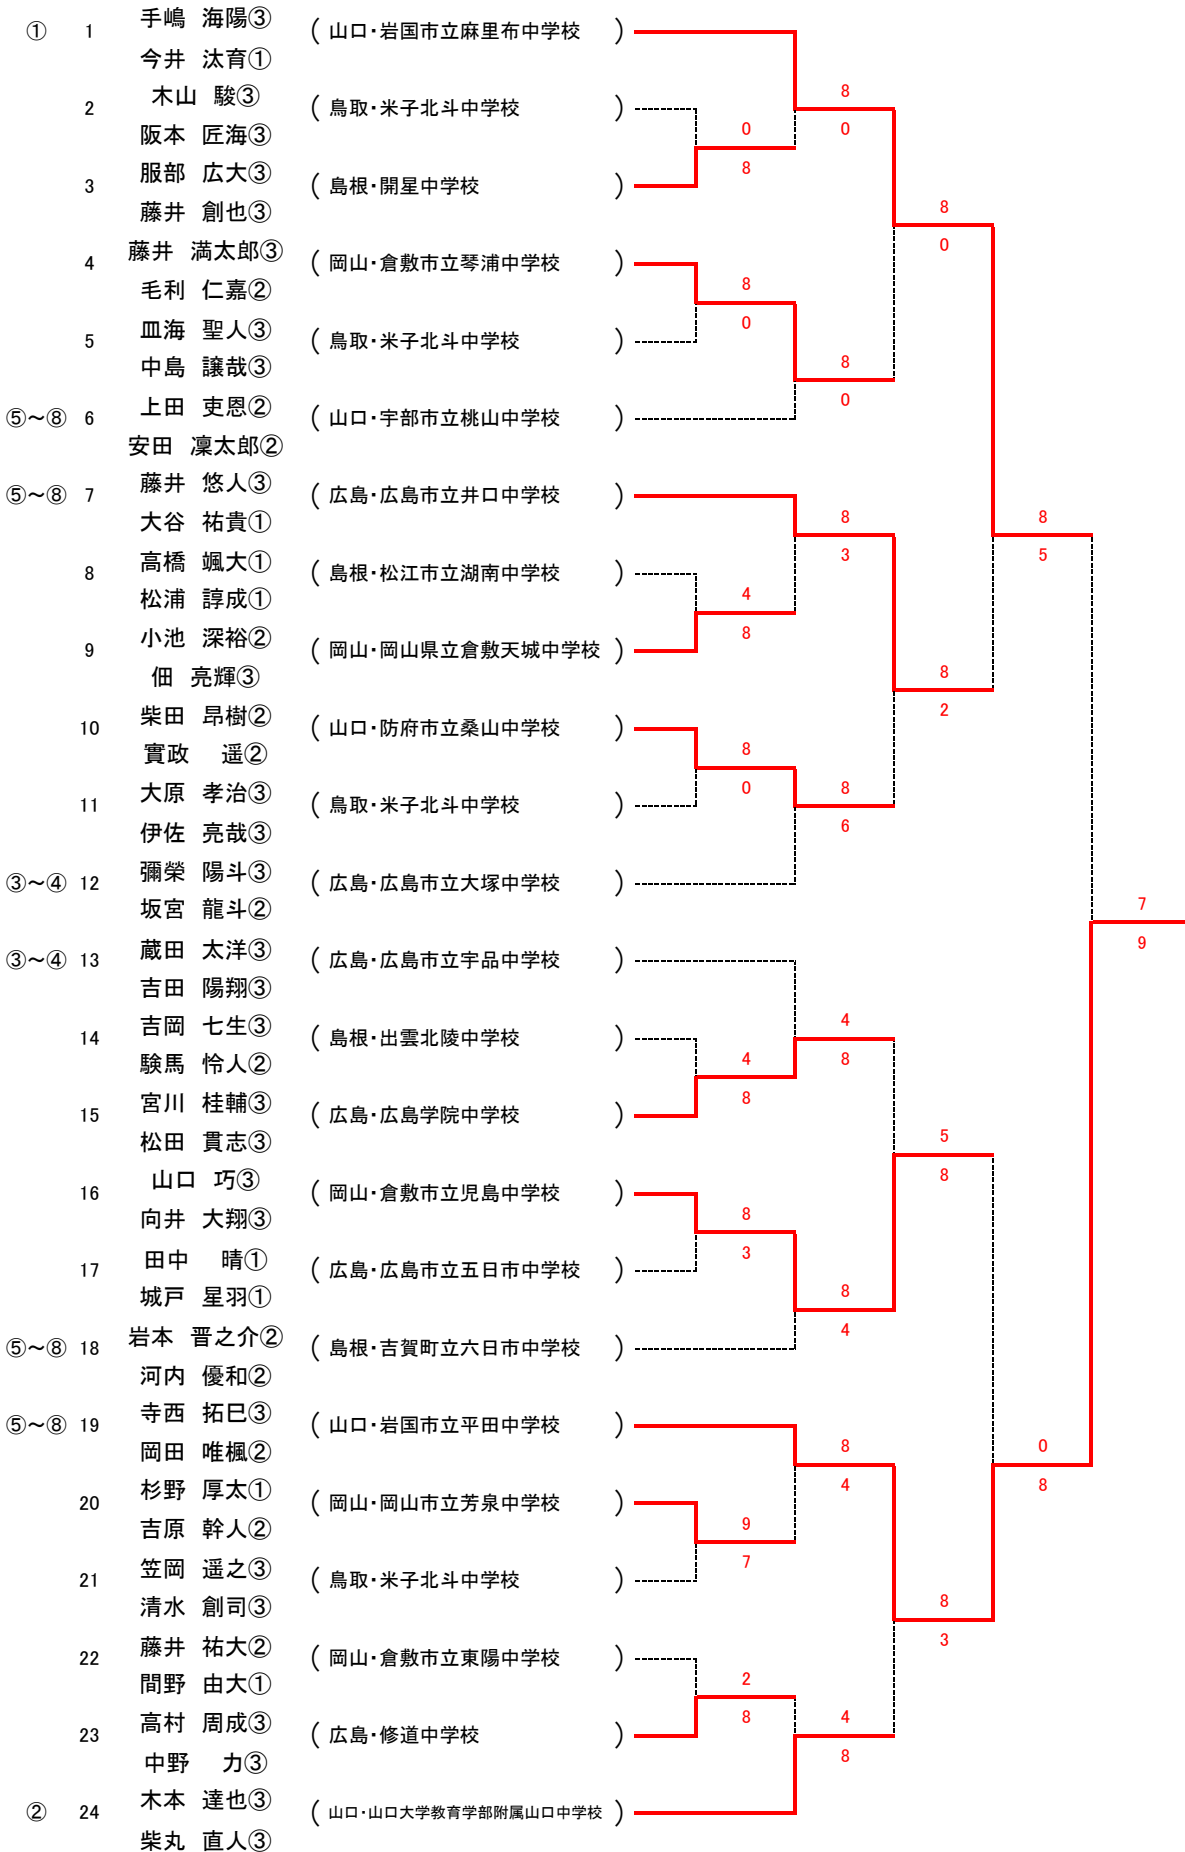 手嶋 海陽③
① 1 ( 山口・岩国市立麻里布中学校 )
今井 汰育①
木山 駿③
2 ( 鳥取・米子北斗中学校 )
阪本 匠海③
服部 広大③
3 ( 島根・開星中学校 )
藤井 創也③
藤井 満太郎③
4 ( 岡山・倉敷市立琴浦中学校 )
毛利 仁嘉②
皿海 聖人③
5 ( 鳥取・米子北斗中学校 )
中島 譲哉③
上田 吏恩②
⑤～⑧ 6 ( 山口・宇部市立桃山中学校 )
安田 凜太郎②
藤井 悠人③
⑤～⑧ 7 ( 広島・広島市立井口中学校 )
大谷 祐貴①
高橋 颯大①
8 ( 島根・松江市立湖南中学校 )
松浦 諄成①
小池 深裕②
9 ( 岡山・岡山県立倉敷天城中学校 )
佃 亮輝③
柴田 昂樹②
10 ( 山口・防府市立桑山中学校 )
實政 遥②
大原 孝治③
11 ( 鳥取・米子北斗中学校 )
伊佐 亮哉③
彌榮 陽斗③
③～④ 12 ( 広島・広島市立大塚中学校 )
坂宮 龍斗②
蔵田 太洋③
③～④ 13 ( 広島・広島市立宇品中学校 )
吉田 陽翔③
吉岡 七生③
14 ( 島根・出雲北陵中学校 )
験馬 怜人②
宮川 桂輔③
15 ( 広島・広島学院中学校 )
松田 貫志③
山口 巧③
16 ( 岡山・倉敷市立児島中学校 )
向井 大翔③
田中 晴①
17 ( 広島・広島市立五日市中学校 )
城戸 星羽①
岩本 晋之介②
⑤～⑧ 18 ( 島根・吉賀町立六日市中学校 )
河内 優和②
寺西 拓巳③
⑤～⑧ 19 ( 山口・岩国市立平田中学校 )
岡田 唯楓②
杉野 厚太①
20 ( 岡山・岡山市立芳泉中学校 )
吉原 幹人②
笠岡 遥之③
21 ( 鳥取・米子北斗中学校 )
清水 創司③
藤井 祐大②
22 ( 岡山・倉敷市立東陽中学校 )
間野 由大①
高村 周成③
23 ( 広島・修道中学校 )
中野 力③
木本 達也③
② 24 ( 山口・山口大学教育学部附属山口中学校 )
柴丸 直人③
0
8
8
0
4
8
8
0
4
8
8
3
9
7
2
8
8
0
8
0
8
3
8
6
4
8
8
4
8
4
4
8
8
0
8
2
5
8
8
3
8
5
0
8
7
9